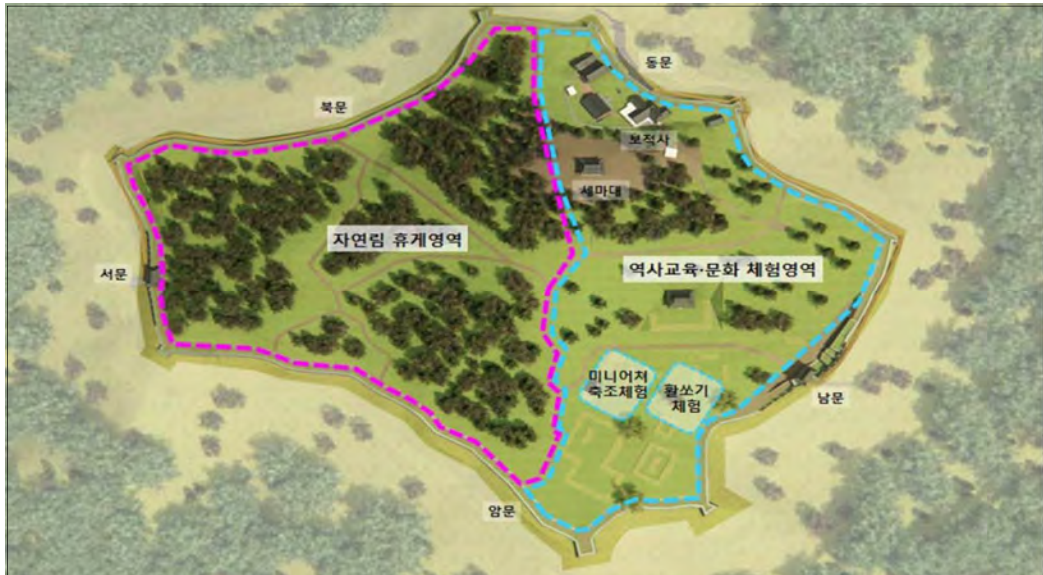 동문
북문
보적사
세마대
자연림 휴게영역
서문
역사교육·문화 체험영역
미니어쳐
축조체험
활쏘기
체험
남문
암문